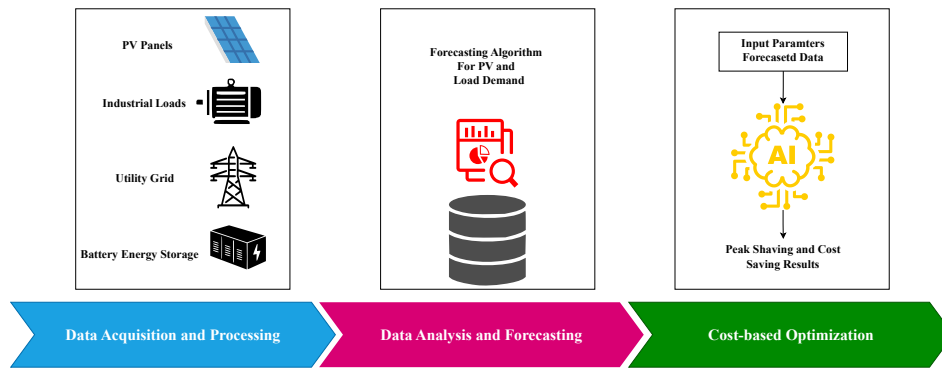 PV Panels
Industrial Loads
Utility Grid
Battery Energy Storage
Forecasting Algorithm
For PV and
Load Demand
Input Paramters
Forecasetd Data
AI
Peak Shaving and Cost
Saving Results
Data Acquisition and Processing
Data Analysis and Forecasting
Cost-based Optimization